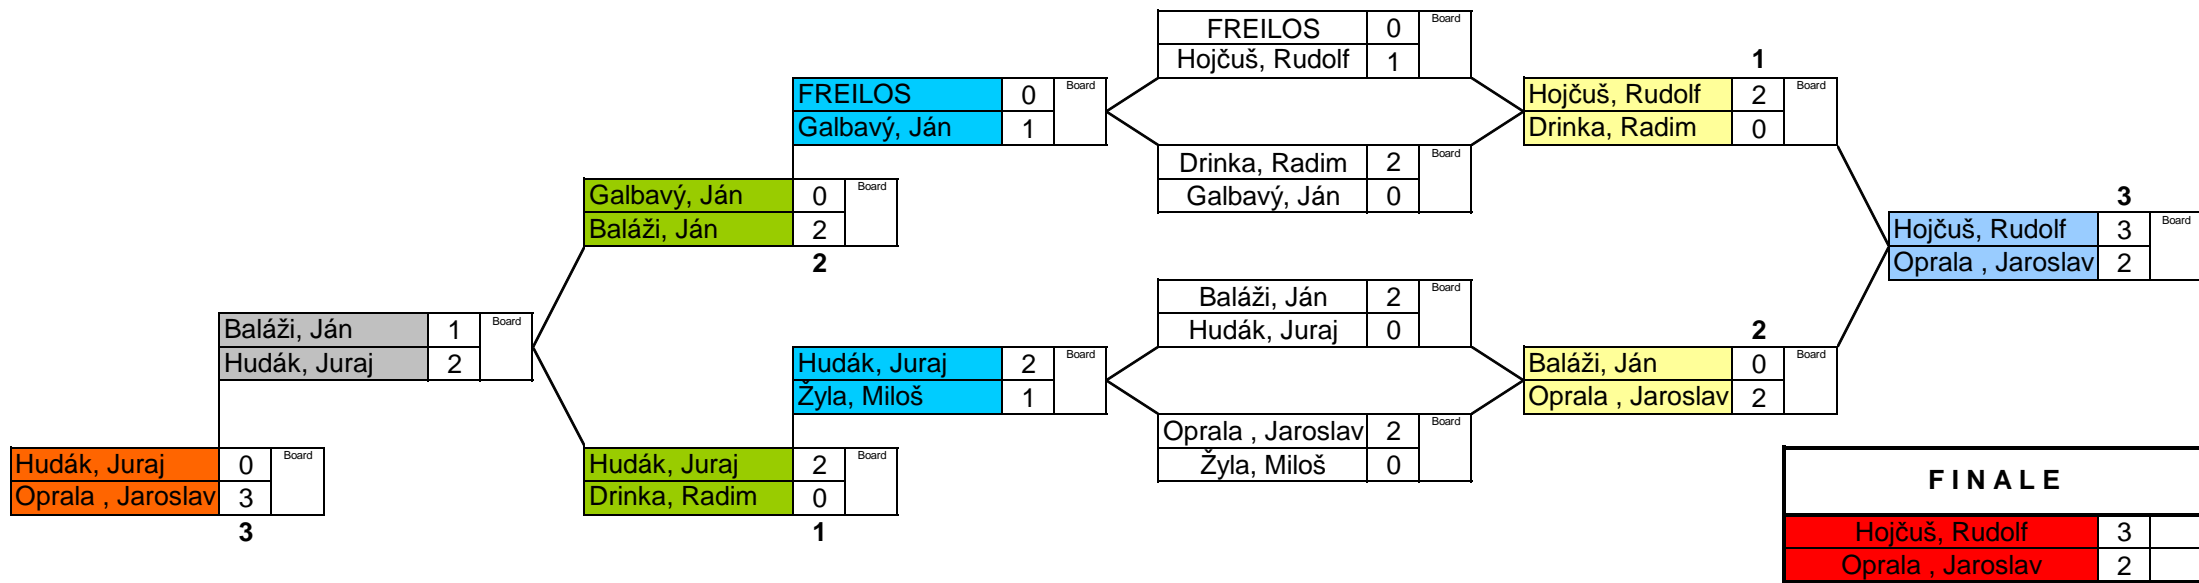 FREILOS 0 Board
Hojčuš, Rudolf 1
1
FREILOS 0 Board
Galbavý, Ján 1
Hojčuš, Rudolf 2 Board
Drinka, Radim 0
Drinka, Radim 2 Board
Galbavý, Ján 0
Galbavý, Ján 0 Board
Baláži, Ján 2
2
3
Hojčuš, Rudolf 3 Board
Oprala , Jaroslav 2
Baláži, Ján 2 Board
Hudák, Juraj 0
Baláži, Ján 1 Board
Hudák, Juraj 2
2
Hudák, Juraj 2 Board
Žyla, Miloš 1
Baláži, Ján 0 Board
Oprala , Jaroslav 2
Oprala , Jaroslav 2 Board
Žyla, Miloš 0
Hudák, Juraj 0 Board
Oprala , Jaroslav 3
3
Hudák, Juraj 2 Board
Drinka, Radim 0
1
FINALE
Hojčuš, Rudolf 3
Oprala , Jaroslav 2